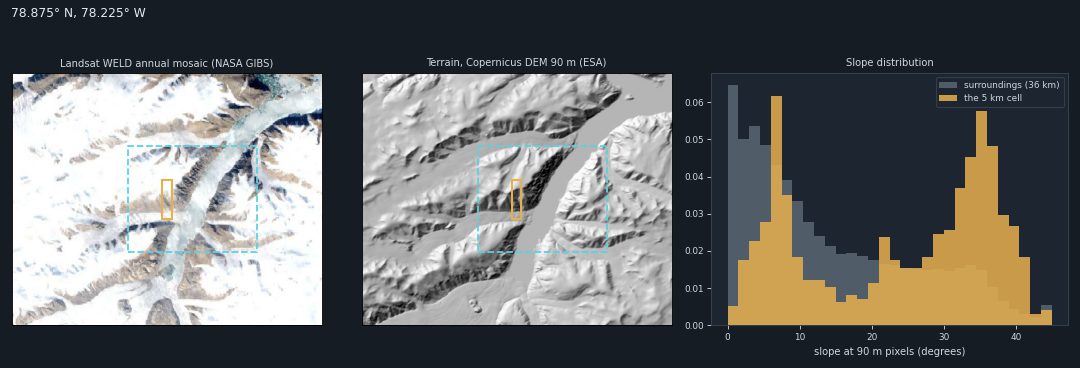 78.875° N, 78.225° W
Landsat WELD annual mosaic (NASA GIBS)
Terrain, Copernicus DEM 90 m (ESA)
Slope distribution
surroundings (36 km)
the 5 km cell
0.06
0.05
0.04
0.03
0.02
0.01
0.00
0 10 20 30 40
slope at 90 m pixels (degrees)